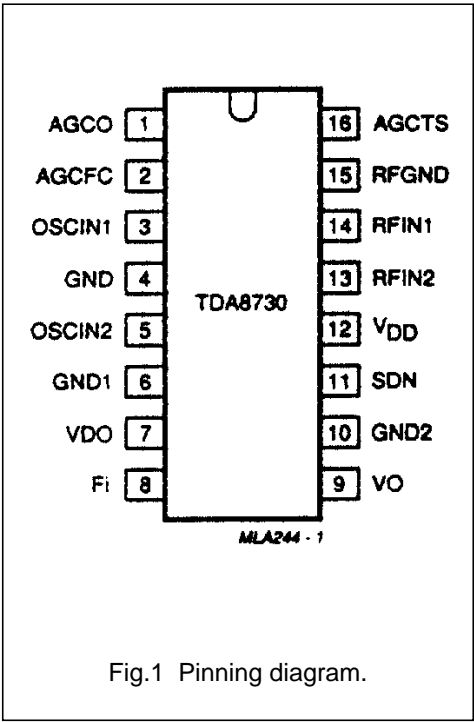 AGCO 1
16 AGCTS
AGCFC 2
15 RFGND
OSCIN1 3
14 RFIN1
GND 4
13 RFIN2
TDA8730
OSCIN2 5
12 VDD
GND1 6
11 SDN
VDO 7
10 GND2
Fi 8
9 VO
MLA244 - 1
Fig.1 Pinning diagram.